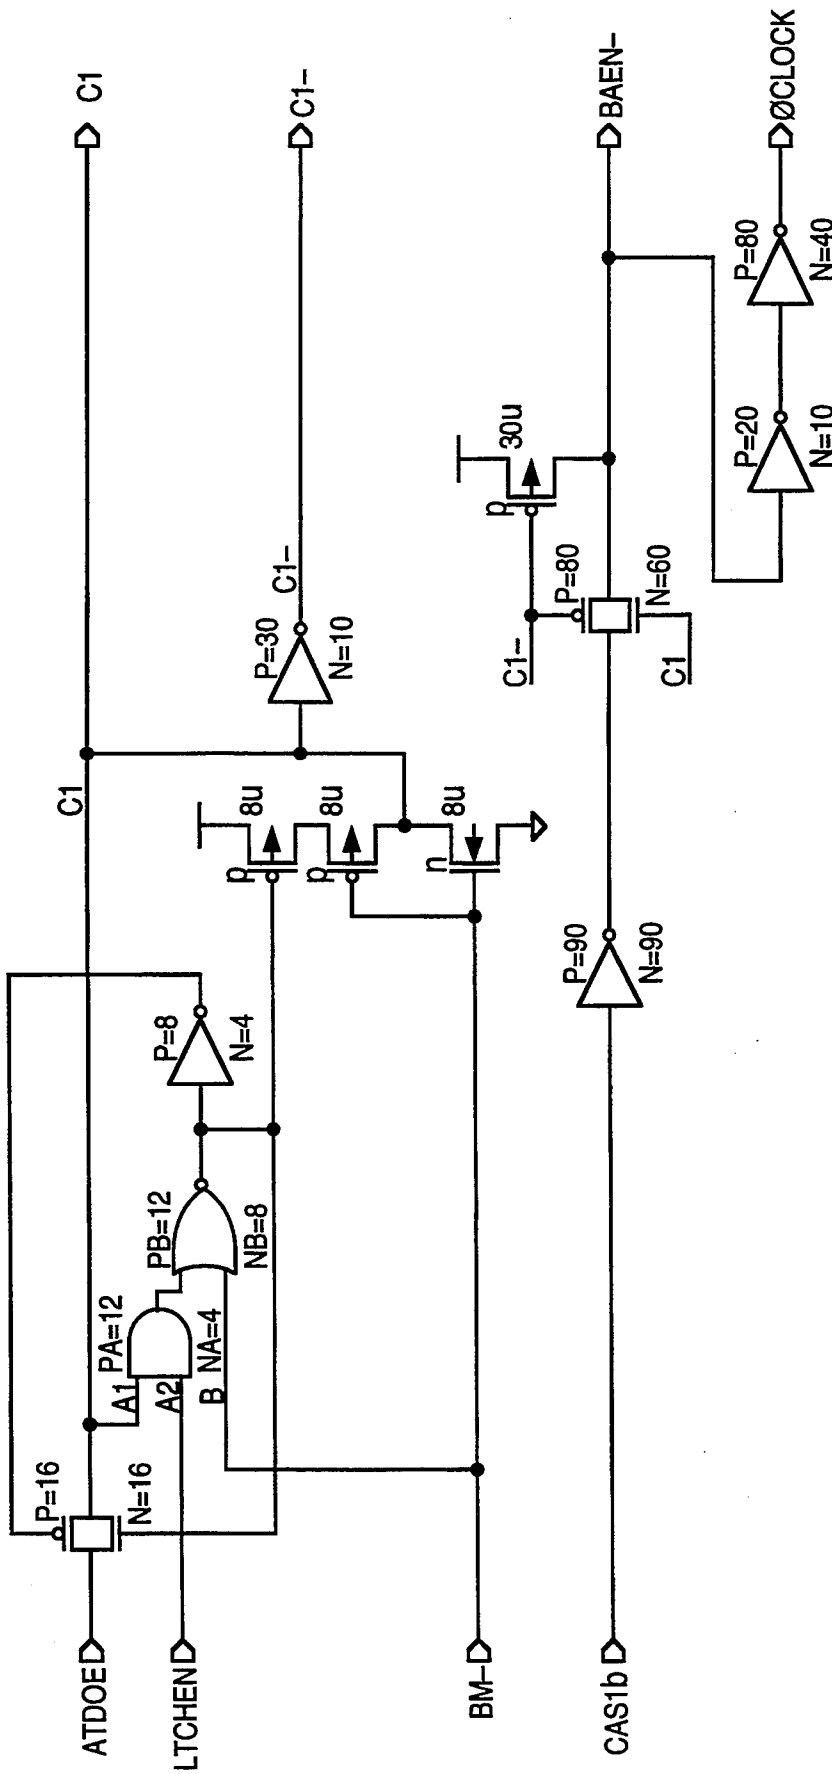 C1
C1–
BAEN–
ØCLOCK
P=80
N=40
P=20
N=10
30u
p
P=80
N=60
C1–
C1
C1–
P=30
N=10
C1
8u
p
8u
p
8u
n
P=90
N=90
P=8
N=4
PB=12
NB=8
PA=12
NA=4
A1
A2
B
P=16
N=16
ATDOE
LTCHEN
BM–
CAS1b